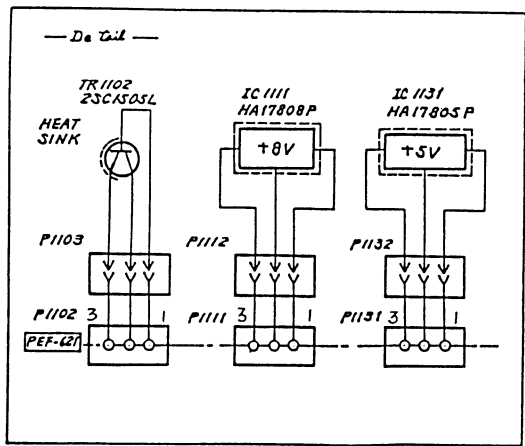 — Detail —
TR1102
2SC1505L
HEAT
SINK
IC1111
HA17808P
+8V
IC1131
HA17805P
+5V
P1103
P1112
P1132
P1102 3 1
P1111 3 1
P1131 3 1
PEF-621